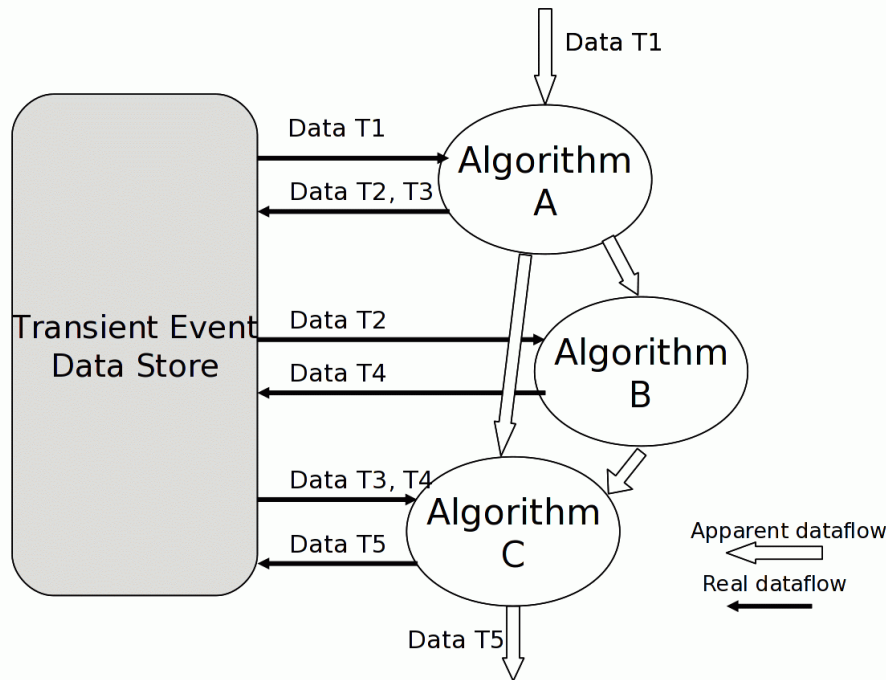 Data T1
Data T1
Algorithm
A
Data T2, T3
Transient Event
Data Store
Data T2
Algorithm
B
Data T4
Data T3, T4
Algorithm
C
Data T5
Apparent dataflow
Real dataflow
Data T5